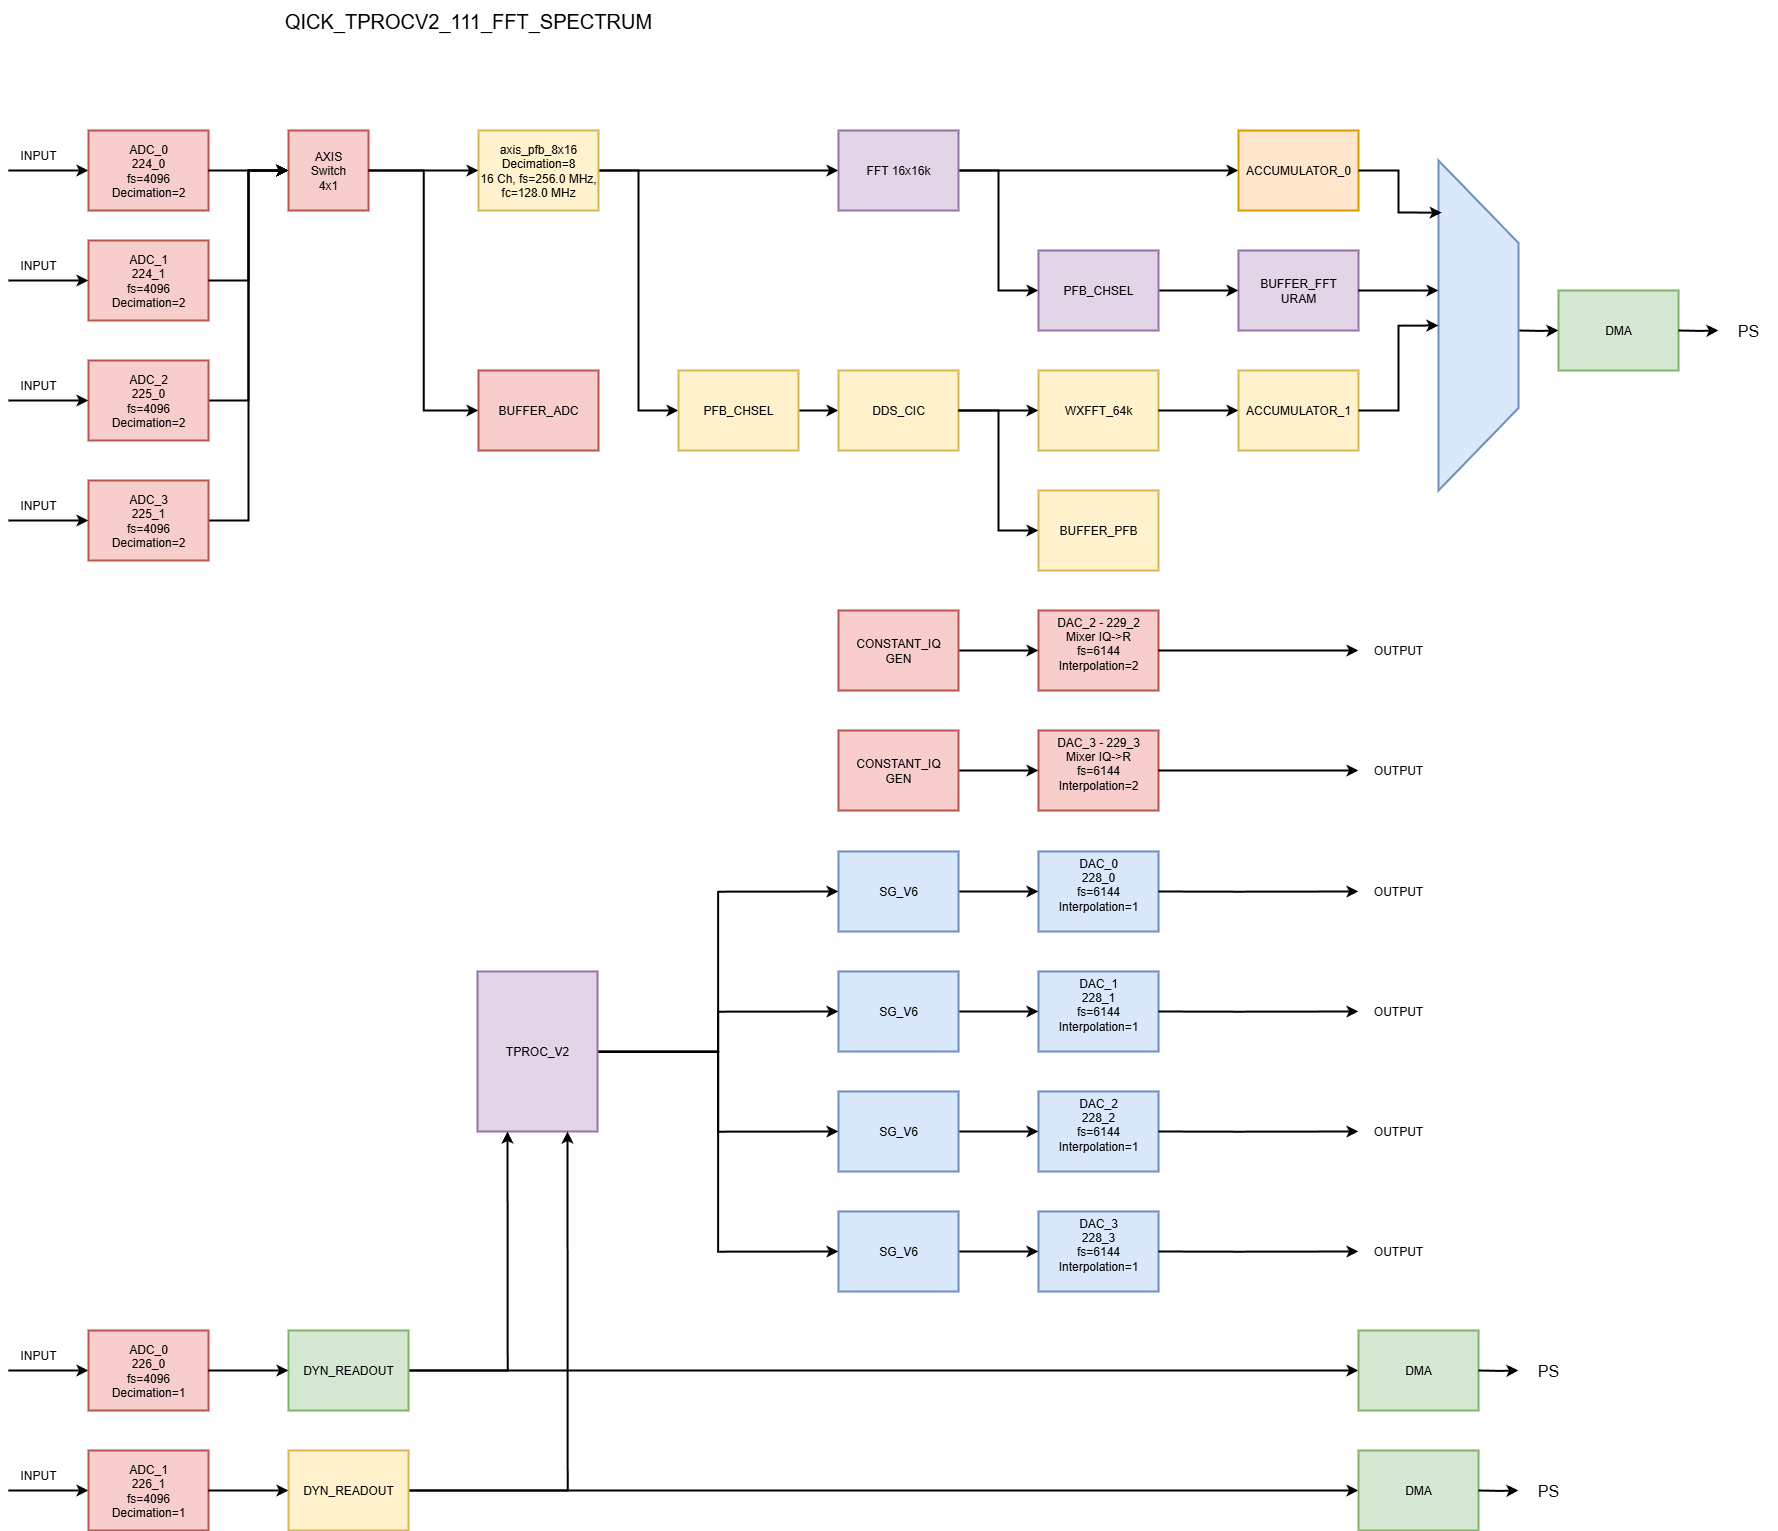 QICK_TPROCV2_111_FFT_SPECTRUM
INPUT
ADC_0
224_0
fs=4096
Decimation=2
AXIS
Switch
4x1
axis_pfb_8x16
Decimation=8
16 Ch, fs=256.0 MHz,
fc=128.0 MHz
FFT 16x16k
ACCUMULATOR_0
INPUT
ADC_1
224_1
fs=4096
Decimation=2
PFB_CHSEL
BUFFER_FFT
URAM
DMA
PS
INPUT
ADC_2
225_0
fs=4096
Decimation=2
BUFFER_ADC
PFB_CHSEL
DDS_CIC
WXFFT_64k
ACCUMULATOR_1
INPUT
ADC_3
225_1
fs=4096
Decimation=2
BUFFER_PFB
CONSTANT_IQ
GEN
DAC_2 - 229_2
Mixer IQ->R
fs=6144
Interpolation=2
OUTPUT
CONSTANT_IQ
GEN
DAC_3 - 229_3
Mixer IQ->R
fs=6144
Interpolation=2
OUTPUT
SG_V6
DAC_0
228_0
fs=6144
Interpolation=1
OUTPUT
TPROC_V2
SG_V6
DAC_1
228_1
fs=6144
Interpolation=1
OUTPUT
SG_V6
DAC_2
228_2
fs=6144
Interpolation=1
OUTPUT
SG_V6
DAC_3
228_3
fs=6144
Interpolation=1
OUTPUT
INPUT
ADC_0
226_0
fs=4096
Decimation=1
DYN_READOUT
DMA
PS
INPUT
ADC_1
226_1
fs=4096
Decimation=1
DYN_READOUT
DMA
PS